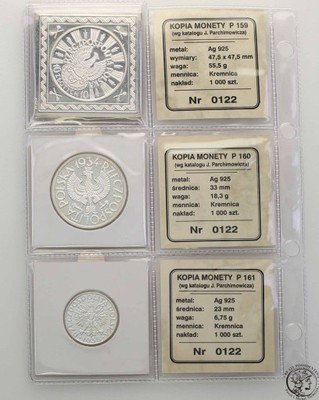 KOPIA MONETY P 159
(wg katalogu J. Parchimowicza)
metal: Ag 925
wymiary: 47,5 x 47,5 mm
waga: 55,5 g
mennica: Kremnica
nakład: 1 000 szt.
Nr 0122
1934 RZECZPOSPOLITA POLSKA
KOPIA MONETY P 160
(wg katalogu J. Parchimowicza)
metal: Ag 925
średnica: 33 mm
waga: 18,3 g
mennica: Kremnica
nakład: 1 000 szt.
Nr 0122
KOPIA MONETY P 161
(wg katalogu J. Parchimowicza)
metal: Ag 925
średnica: 23 mm
waga: 6,75 g
mennica: Kremnica
nakład: 1 000 szt.
Nr 0122